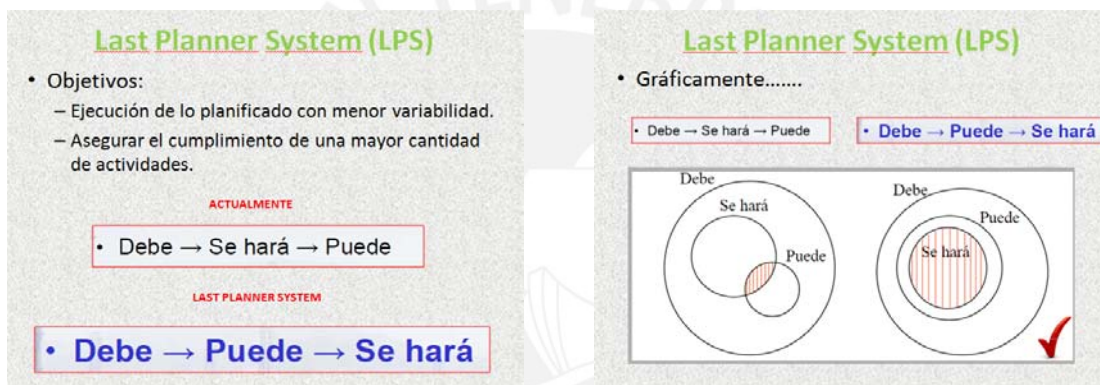 Last Planner System (LPS)
• Objetivos:
– Ejecución de lo planificado con menor variabilidad.
– Asegurar el cumplimiento de una mayor cantidad
de actividades.
ACTUALMENTE
• Debe → Se hará → Puede
LAST PLANNER SYSTEM
• Debe → Puede → Se hará
Last Planner System (LPS)
• Gráficamente.......
• Debe → Se hará → Puede
• Debe → Puede → Se hará
Debe
Se hará
Puede
Debe
Puede
Se hará